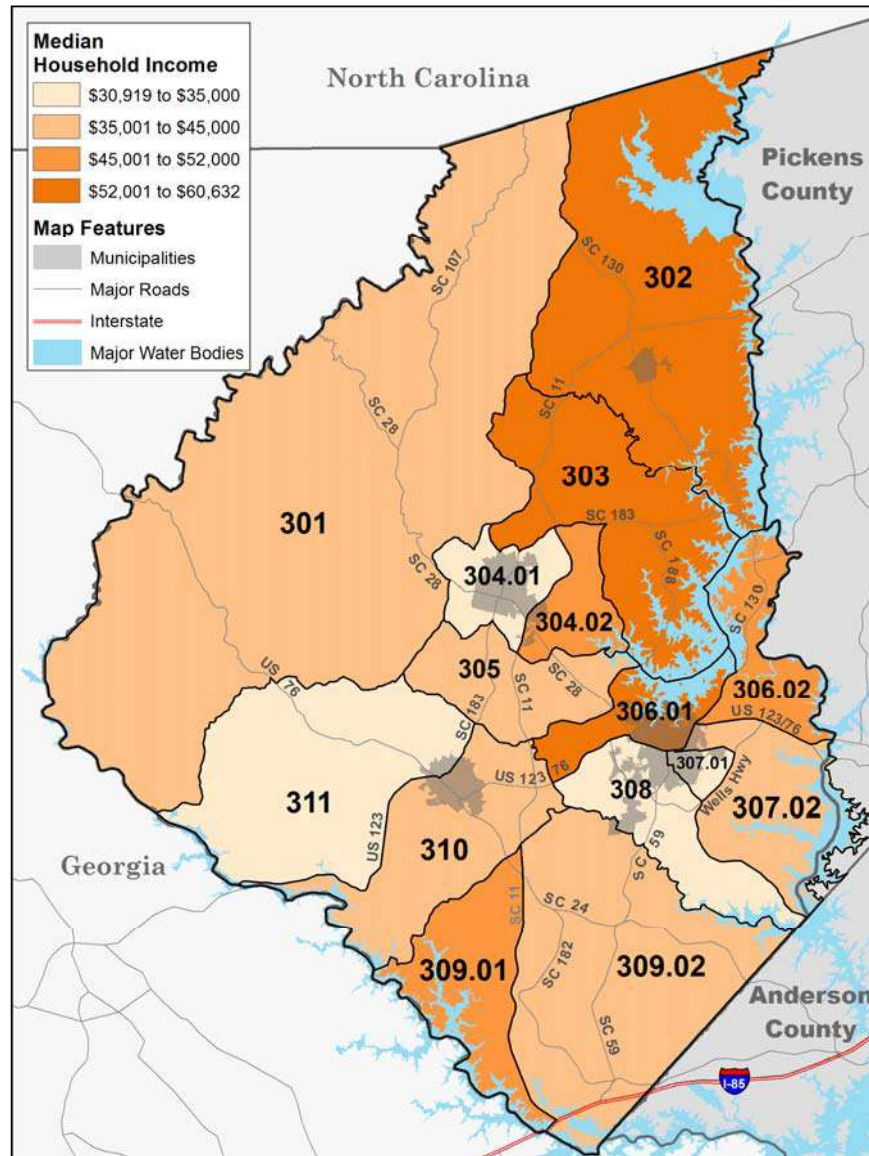 Median
Household Income
$30,919 to $35,000
$35,001 to $45,000
$45,001 to $52,000
$52,001 to $60,632
Map Features
Municipalities
Major Roads
Interstate
Major Water Bodies
North Carolina
Pickens
County
SC 107
SC 130
302
SC 11
SC 28
303
301
SC 183
SC 188
304.01
SC 28
304.02
SC 130
305
SC 28
US 76
SC 183
SC 11
306.01
306.02
US 123/76
307.01
US 123 76
308
Wells Hwy
307.02
311
US 123
310
SC 59
Georgia
SC 11
SC 24
309.01
SC 182
309.02
Anderson
County
SC 59
I-85